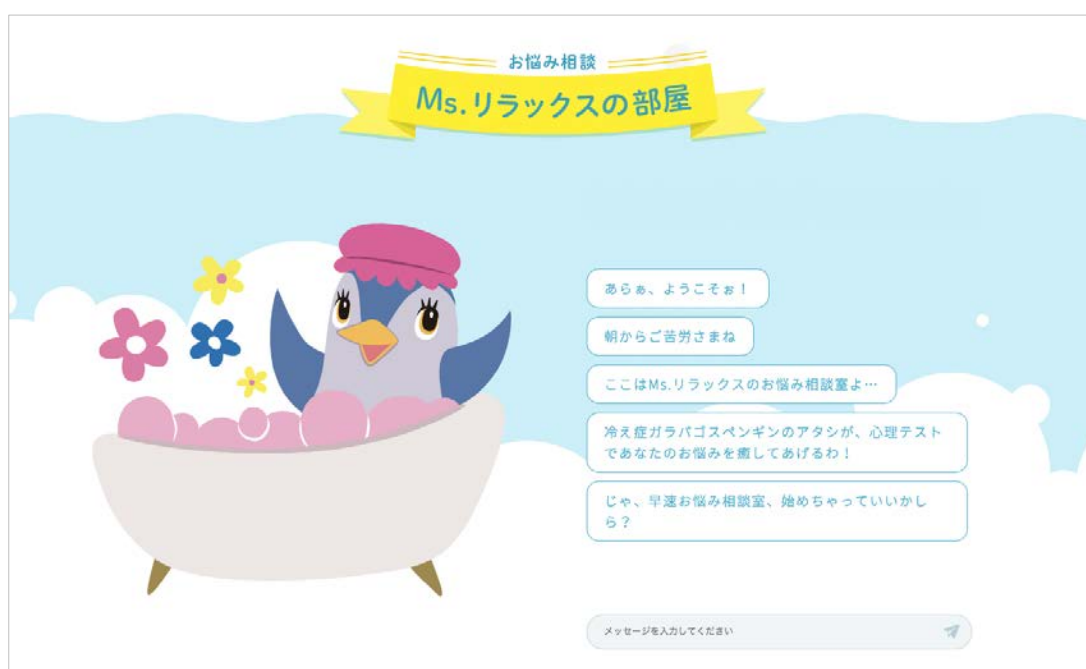 お悩み相談
Ms.リラックスの部屋
あらぁ、ようこそぉ！
朝からご苦労さまね
ここはMs.リラックスのお悩み相談室よ…
冷え症ガラパゴスペンギンのアタシが、心理テスト
であなたのお悩みを癒してあげるわ！
じゃ、早速お悩み相談室、始めちゃっていいかし
ら？
メッセージを入力してください